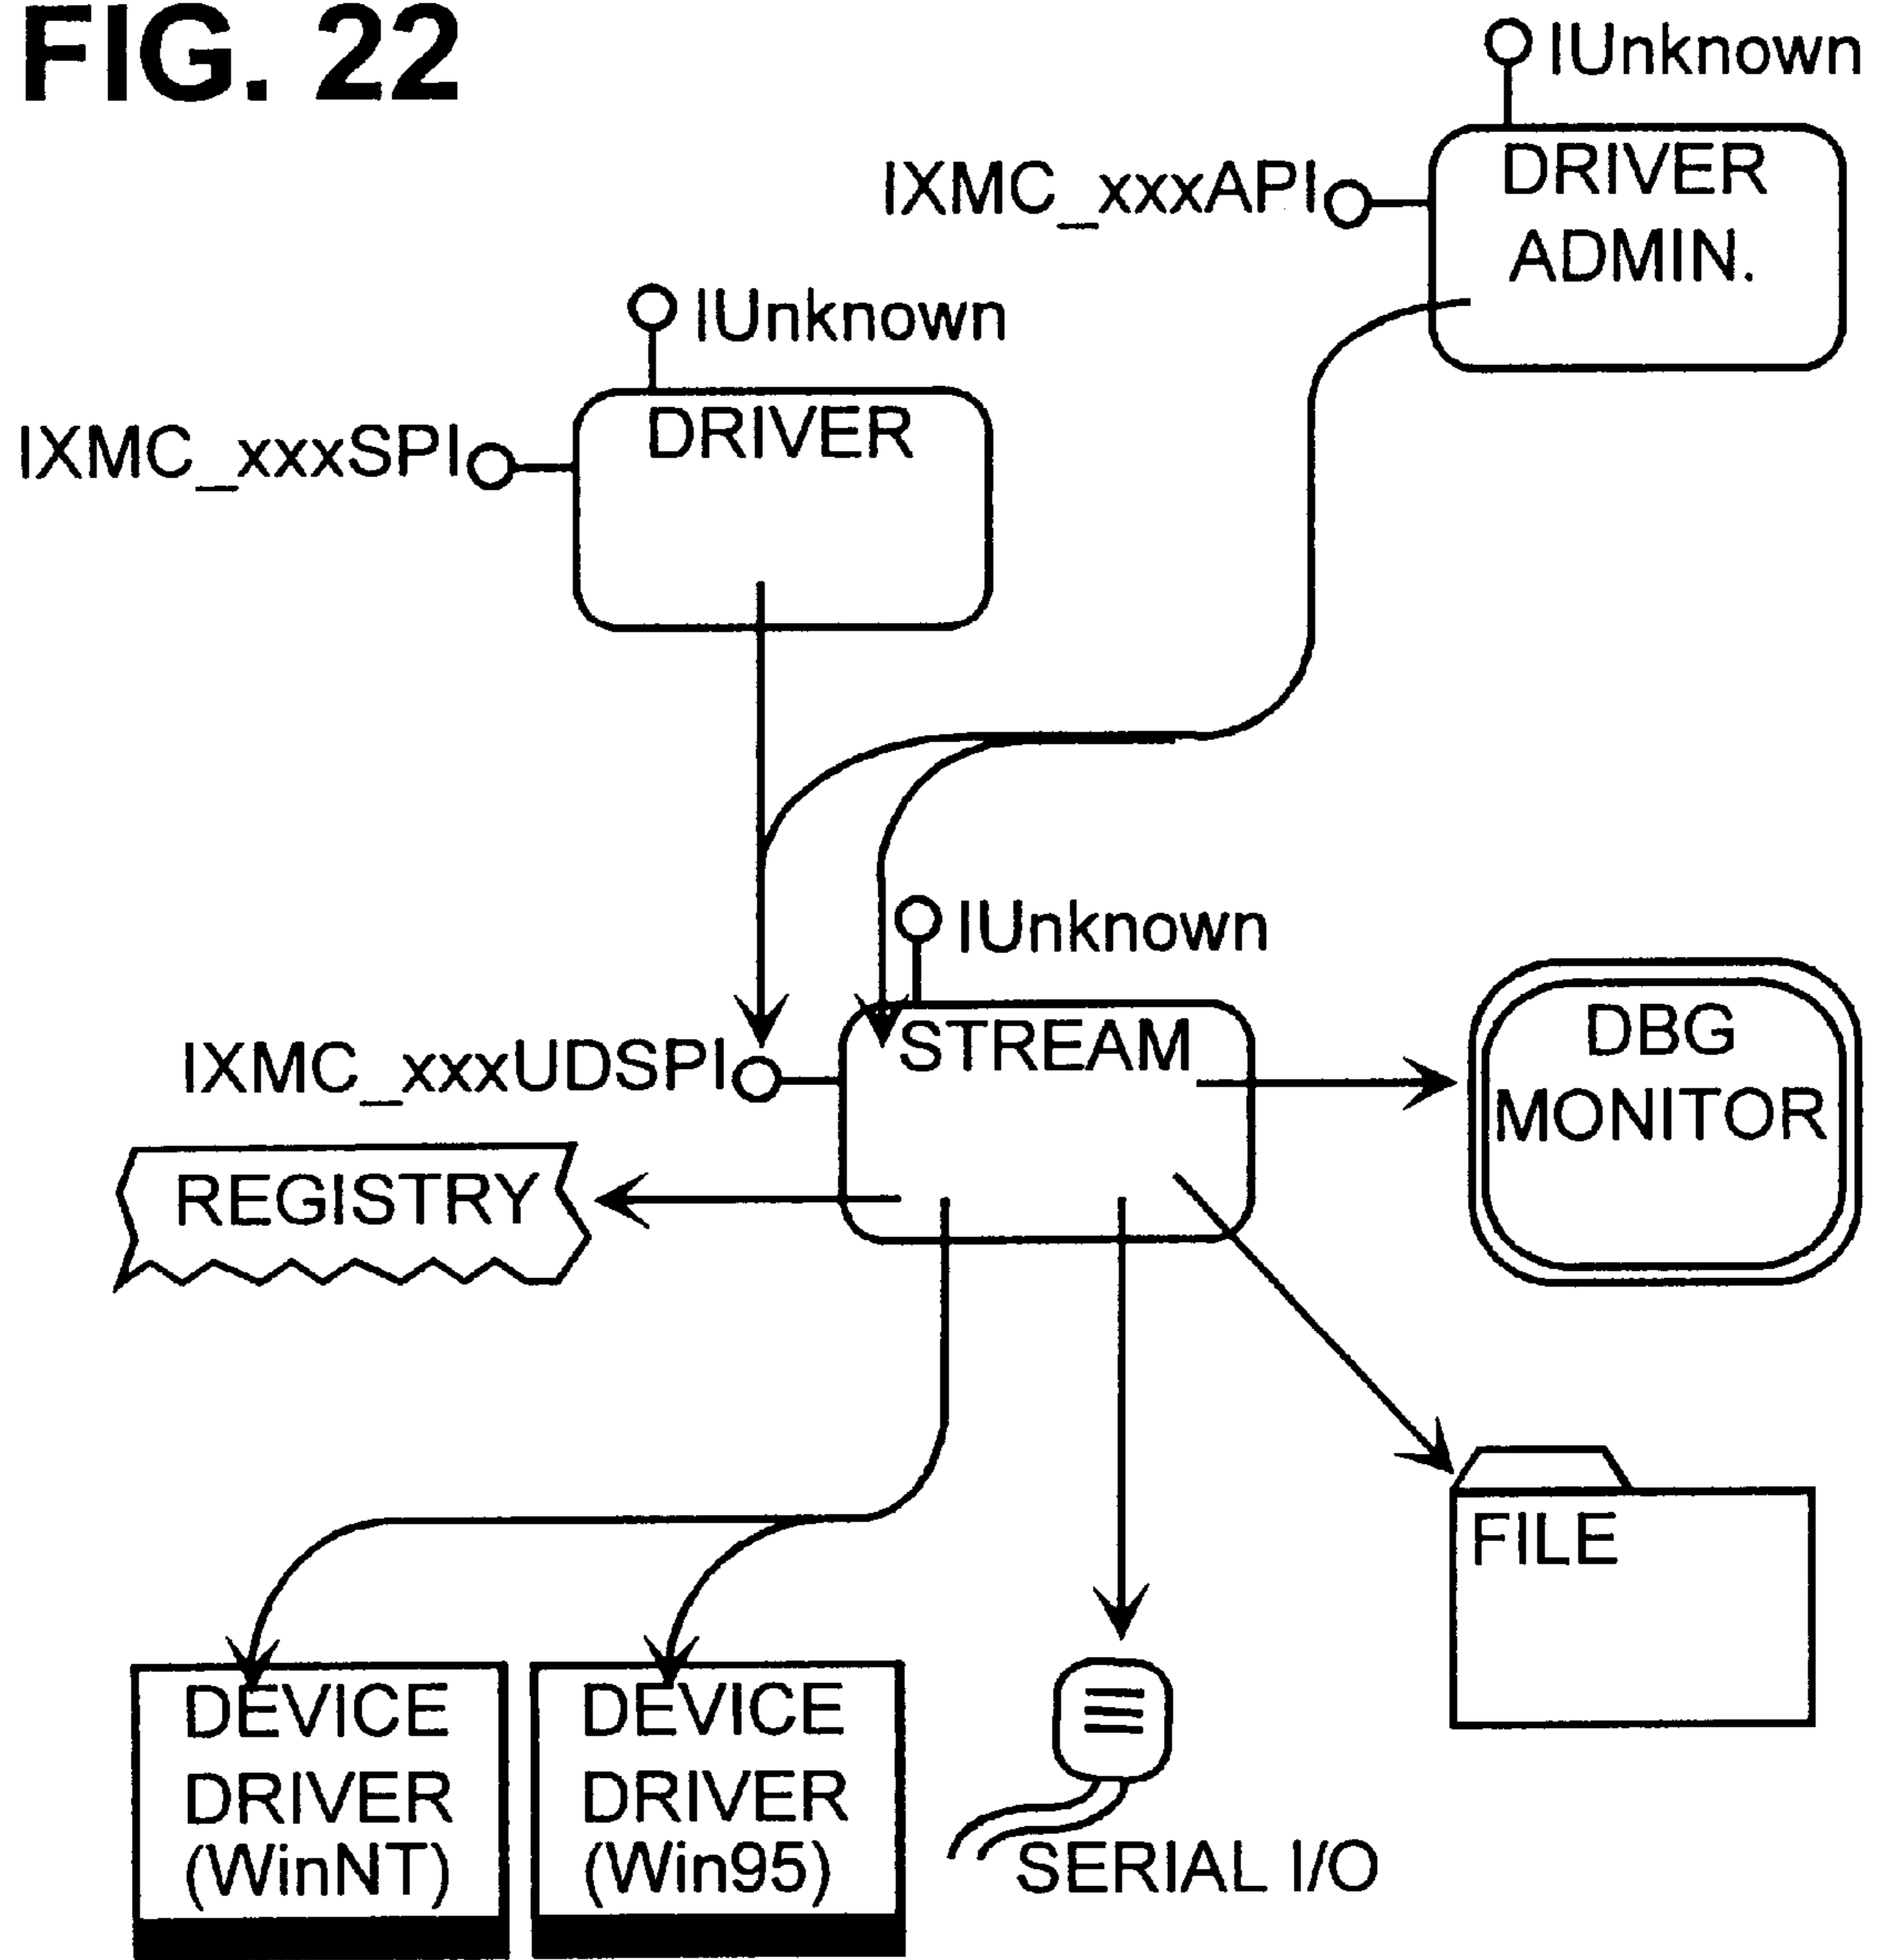 FIG. 22
IUnknown
IXMC_xxxAPI
DRIVER
ADMIN.
IUnknown
IXMC_xxxSPI
DRIVER
IUnknown
IXMC_xxxUDSPI
STREAM
DBG
MONITOR
REGISTRY
FILE
DEVICE
DRIVER
(WinNT)
DEVICE
DRIVER
(Win95)
SERIAL I/O